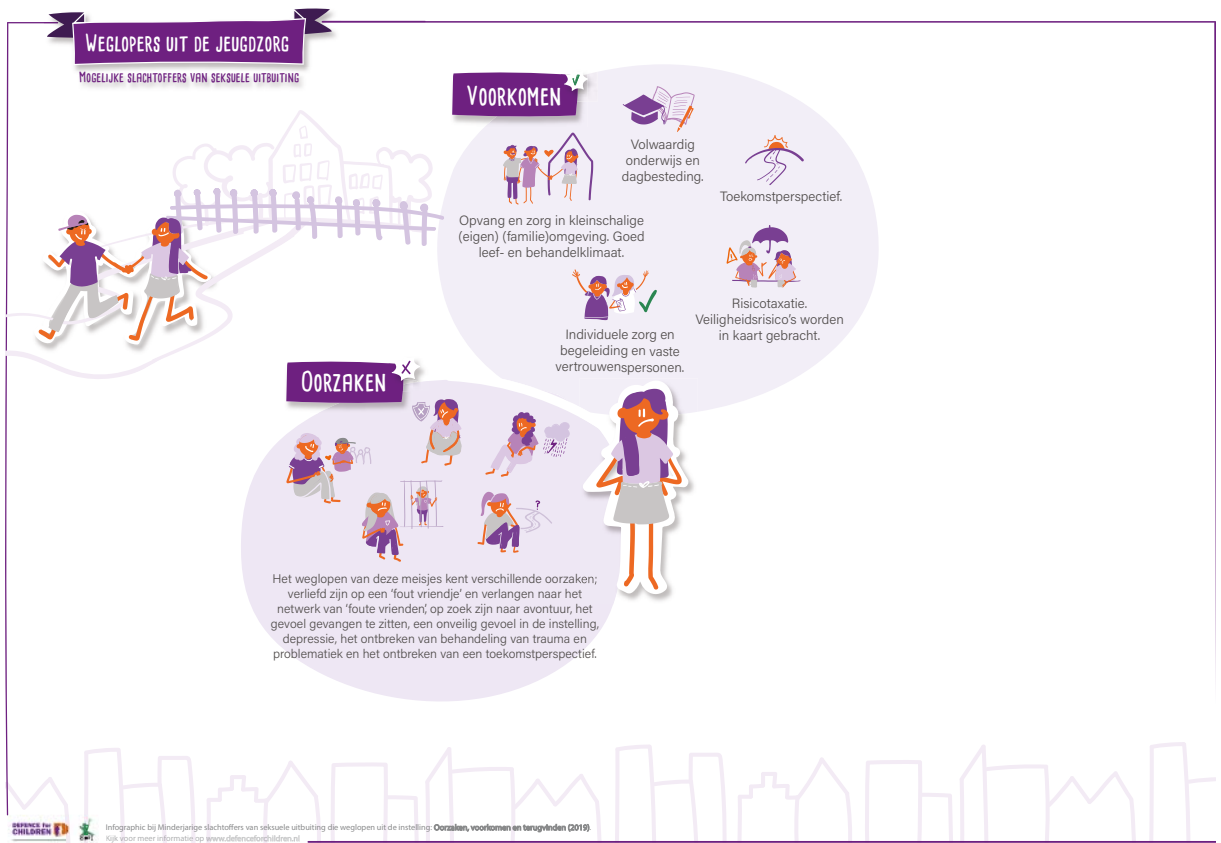 WEGLOPERS UIT DE JEUGDZORG
MOGELIJKE SLACHTOFFERS VAN SEKSUELE UITBUITING
VOORKOMEN
Volwaardig
onderwijs en
dagbesteding.
Toekomstperspectief.
Opvang en zorg in kleinschalige
(eigen) (familie)omgeving. Goed
leef- en behandelklimaat.
Risicotaxatie.
Veiligheidsrisico's worden
in kaart gebracht.
Individuele zorg en
begeleiding en vaste
vertrouwenspersonen.
OORZAKEN
?
Het weglopen van deze meisjes kent verschillende oorzaken;
verliefd zijn op een 'fout vriendje' en verlangen naar het
netwerk van 'foute vrienden', op zoek zijn naar avontuur, het
gevoel gevangen te zitten, een onveilig gevoel in de instelling,
depressie, het ontbreken van behandeling van trauma en
problematiek en het ontbreken van een toekomstperspectief.
DEFENCE for
CHILDREN
Infographic bij Minderjarige slachtoffers van seksuele uitbuiting die weglopen uit de instelling: Oorzaken, voorkomen en terugvinden (2019)
Kijk voor meer informatie op www.defenceforchildren.nl